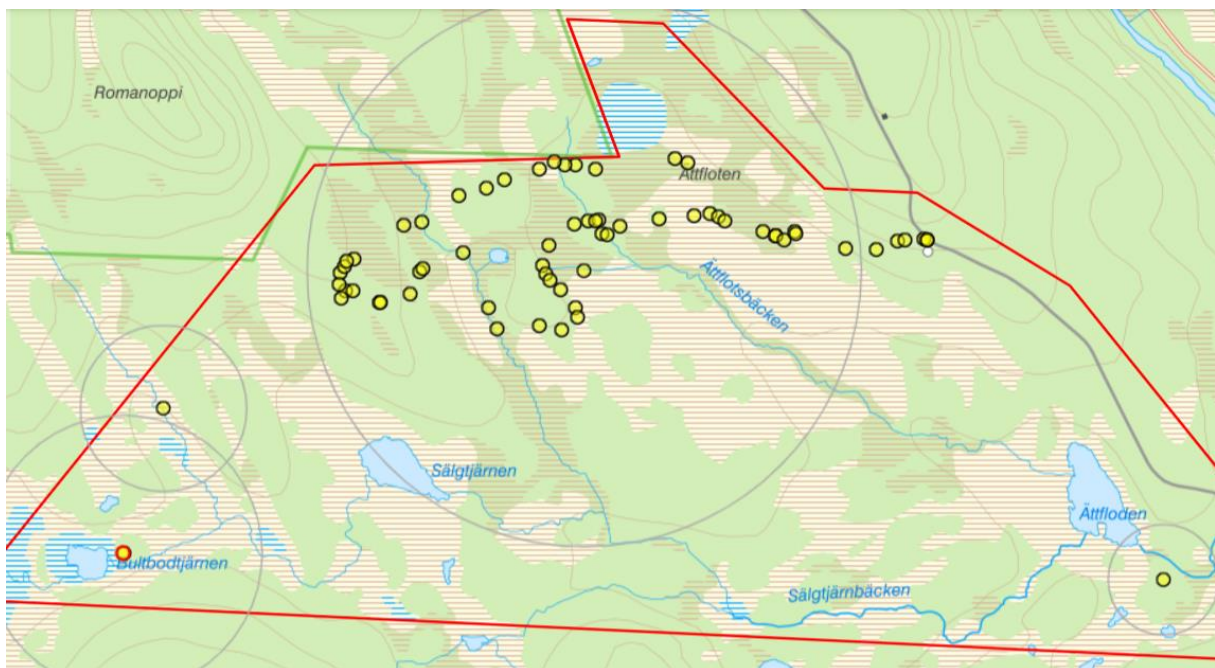 Romanoppi
Ättfloten
Ättflotsbäcken
Sälgtjärnen
Ättfloden
Bultbodtjärnen
Sälgtjärnbäcken